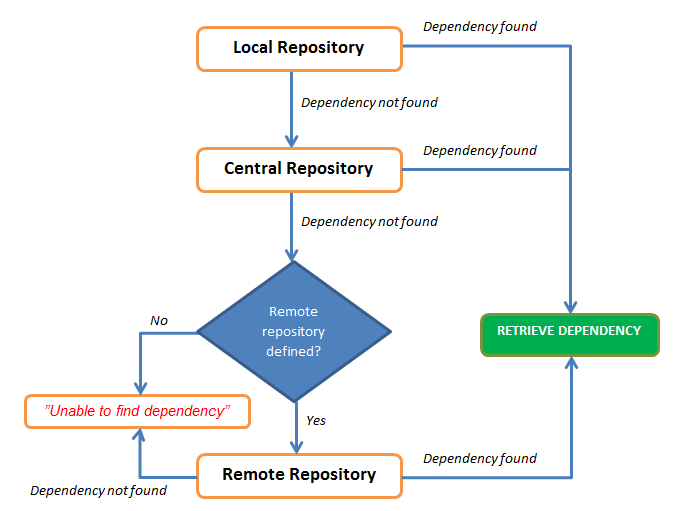 Dependency found
Local Repository
Dependency not found
Dependency found
Central Repository
Dependency not found
Remote
repository
defined?
No
RETRIEVE DEPENDENCY
”Unable to find dependency”
Yes
Dependency found
Remote Repository
Dependency not found